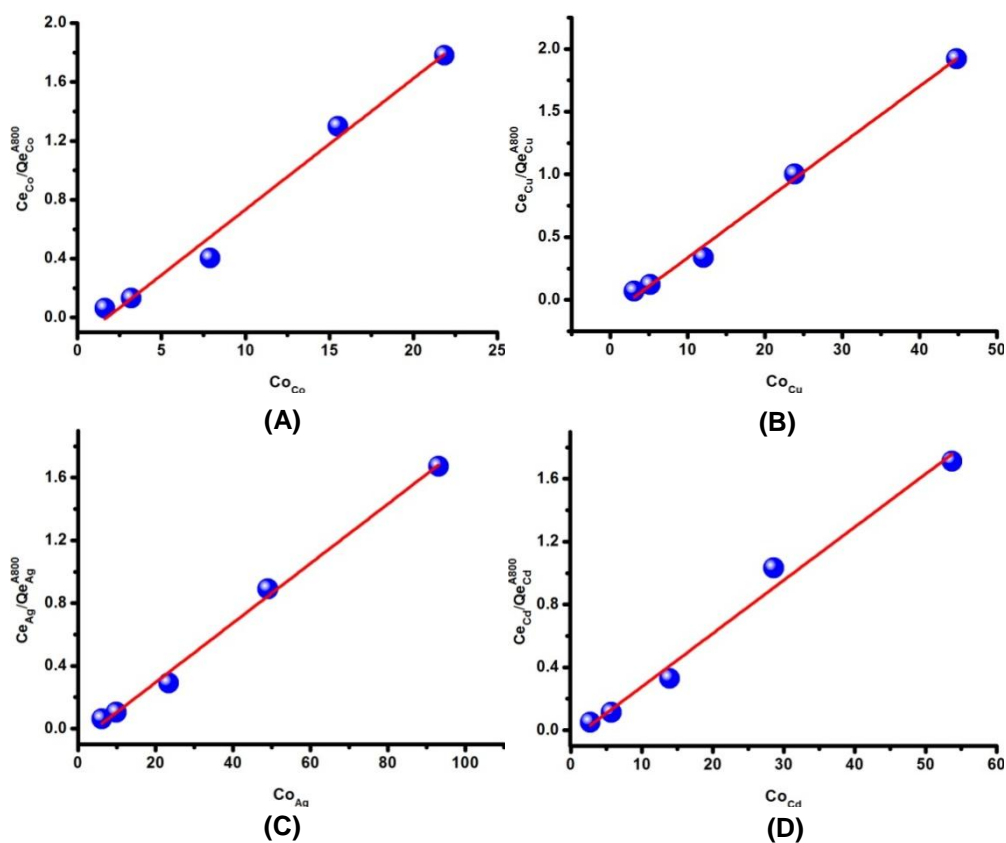 2.0
1.6
1.2
0.8
0.4
0.0
Ce_Co/Qe_Co^A800
0 5 10 15 20 25
Co_Co
(A)
2.0
1.5
1.0
0.5
0.0
Ce_Cu/Qe_Cu^A800
0 10 20 30 40 50
Co_Cu
(B)
1.6
1.2
0.8
0.4
0.0
Ce_Ag/Qe_Ag^A800
0 20 40 60 80 100
Co_Ag
(C)
1.6
1.2
0.8
0.4
0.0
Ce_Cd/Qe_Cd^A800
0 10 20 30 40 50 60
Co_Cd
(D)